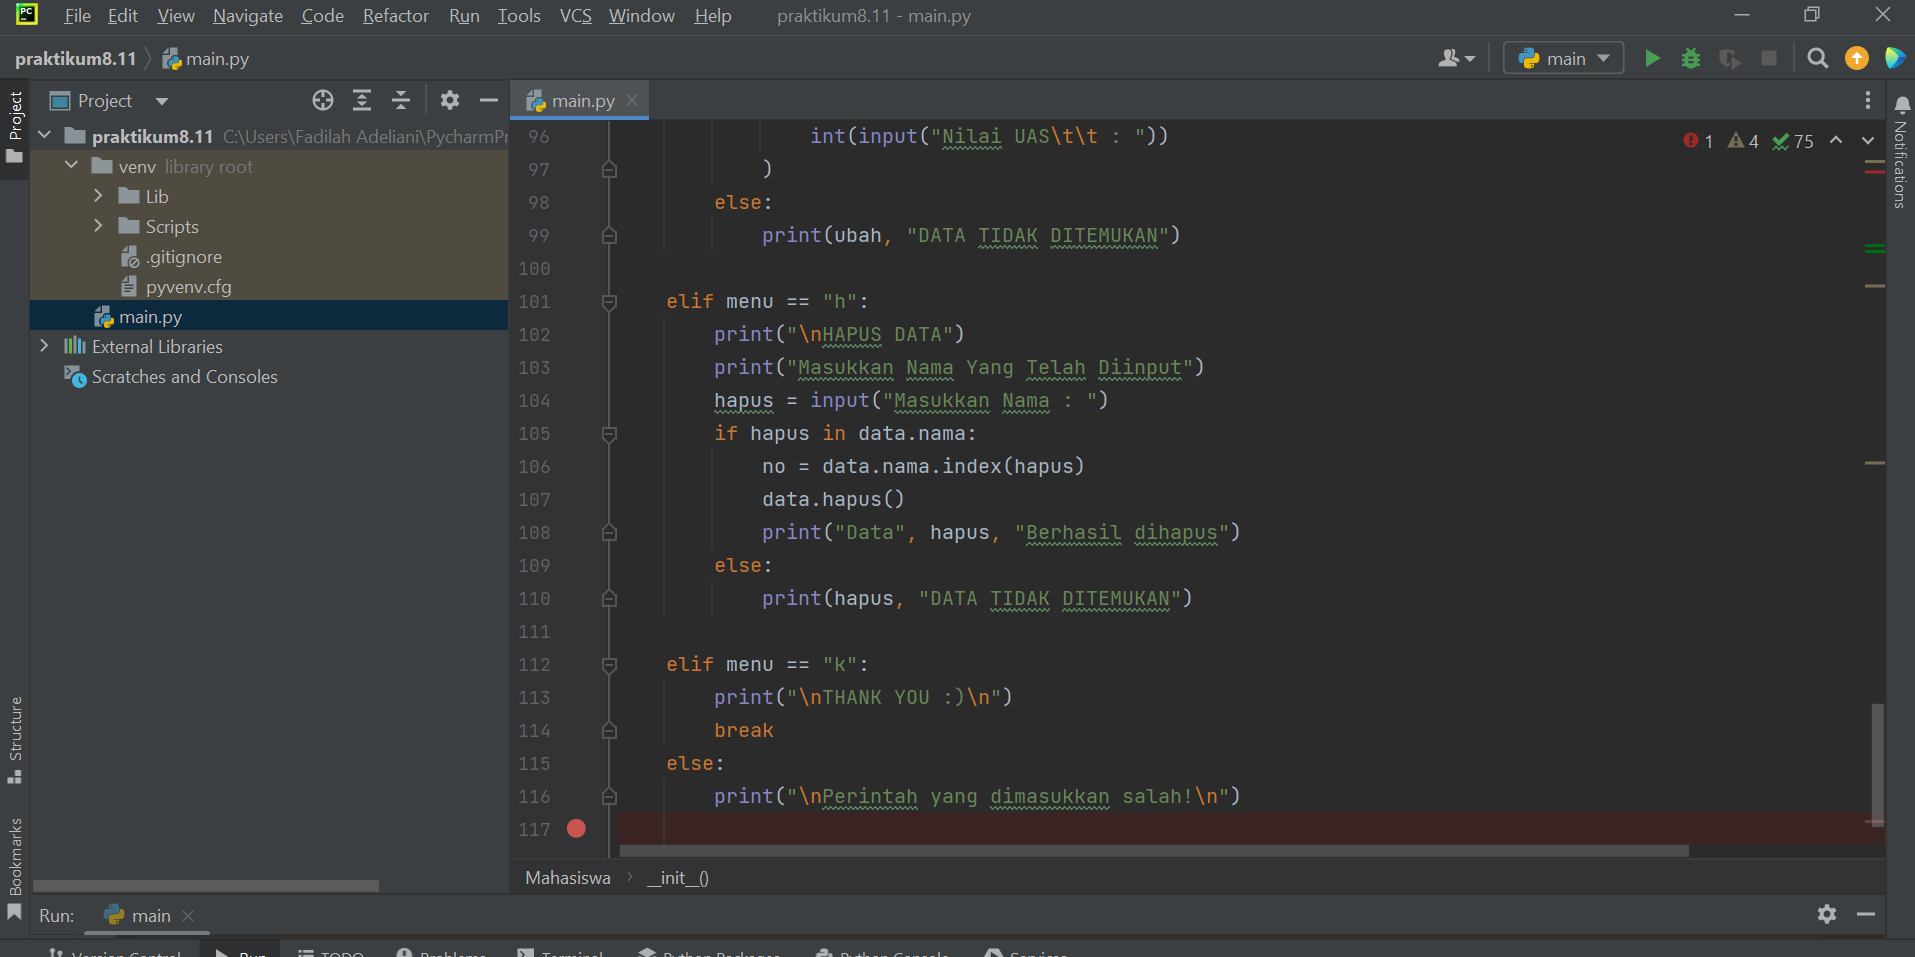 PC File Edit View Navigate Code Refactor Run Tools VCS Window Help praktikum8.11 - main.py
praktikum8.11 main.py main
Project
Project
praktikum8.11 C:\Users\Fadilah Adeliani\PycharmPr
venv library root
Lib
Scripts
.gitignore
pyvenv.cfg
main.py
External Libraries
Scratches and Consoles
main.py
1 4 75
96 int(input("Nilai UAS\t\t : "))
97 )
98 else:
99 print(ubah, "DATA TIDAK DITEMUKAN")
100
101 elif menu == "h":
102 print("\nHAPUS DATA")
103 print("Masukkan Nama Yang Telah Diinput")
104 hapus = input("Masukkan Nama : ")
105 if hapus in data.nama:
106 no = data.nama.index(hapus)
107 data.hapus()
108 print("Data", hapus, "Berhasil dihapus")
109 else:
110 print(hapus, "DATA TIDAK DITEMUKAN")
111
112 elif menu == "k":
113 print("\nTHANK YOU :)\n")
114 break
115 else:
116 print("\nPerintah yang dimasukkan salah!\n")
117
Mahasiswa __init__()
Notifications
Structure
Bookmarks
Run: main
Version Control Run TODO Problems Terminal Python Packages Python Console Services